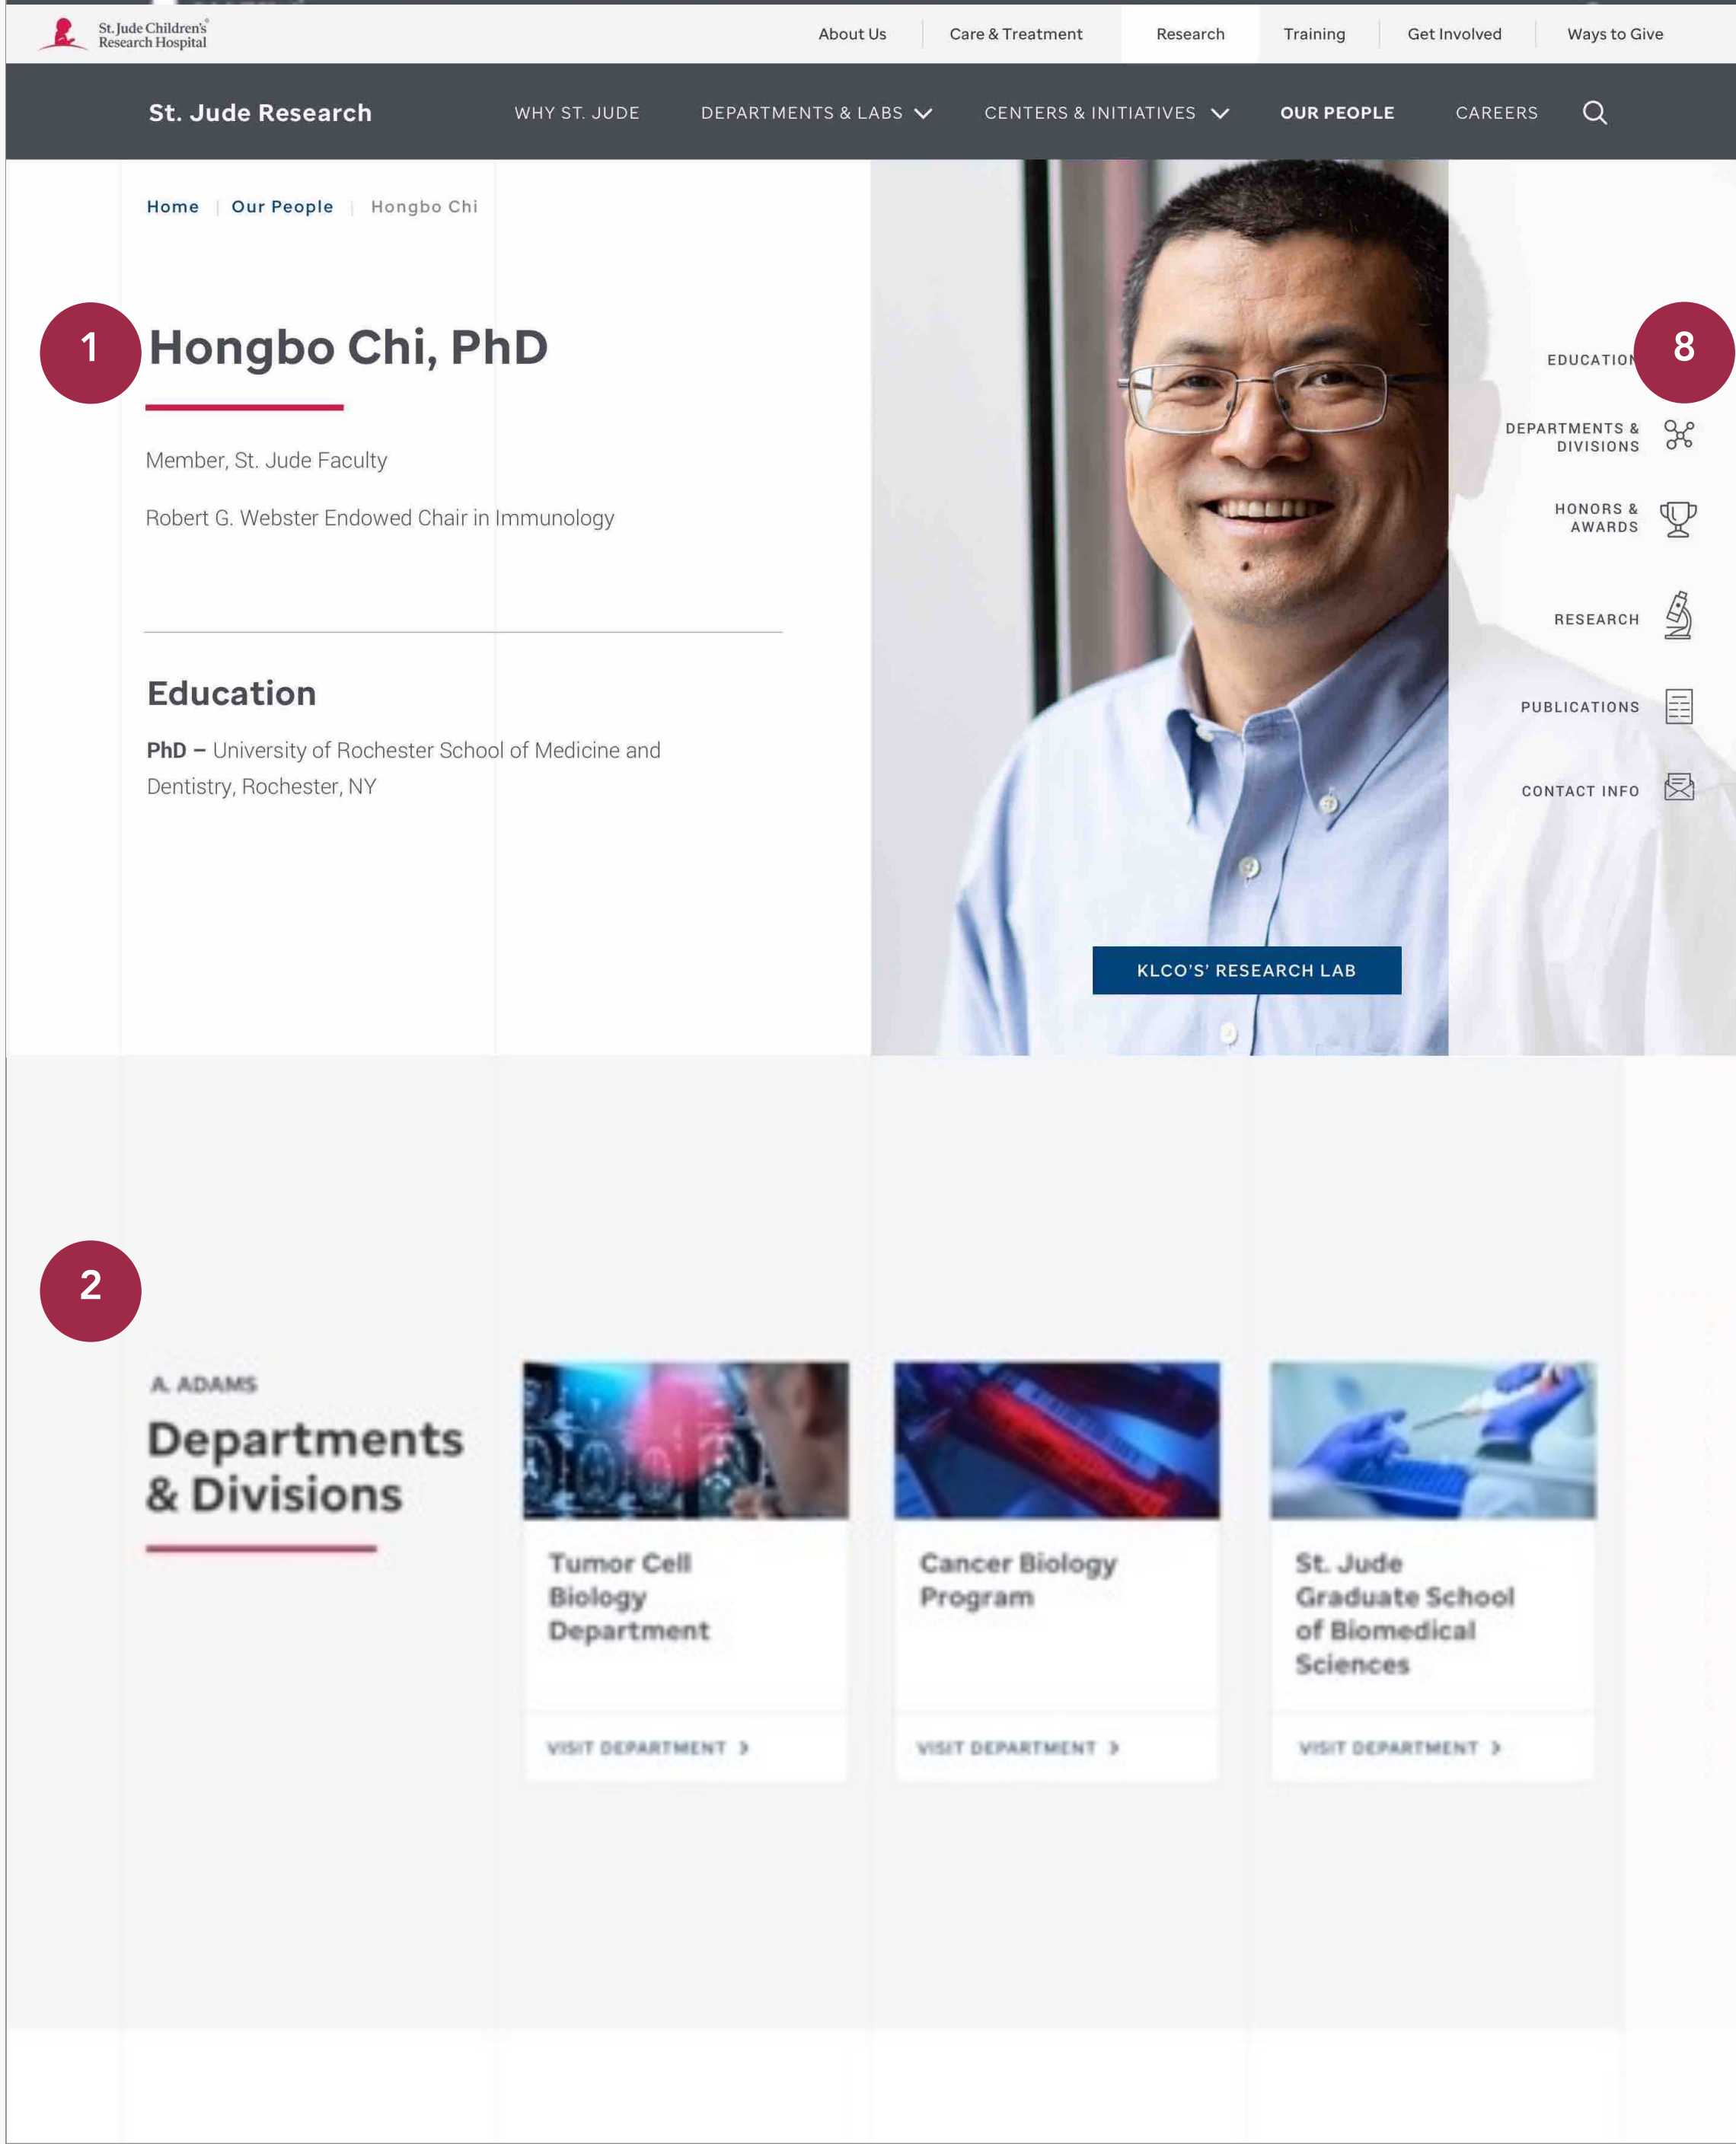 St. Jude Children's®
Research Hospital
About Us
Care & Treatment
Research
Training
Get Involved
Ways to Give
St. Jude Research
WHY ST. JUDE
DEPARTMENTS & LABS
CENTERS & INITIATIVES
OUR PEOPLE
CAREERS
Home | Our People | Hongbo Chi
1
Hongbo Chi, PhD
Member, St. Jude Faculty
Robert G. Webster Endowed Chair in Immunology
Education
PhD – University of Rochester School of Medicine and
Dentistry, Rochester, NY
8
EDUCATION
DEPARTMENTS &
DIVISIONS
HONORS &
AWARDS
RESEARCH
PUBLICATIONS
CONTACT INFO
KLCO'S' RESEARCH LAB
2
A. ADAMS
Departments
& Divisions
Tumor Cell
Biology
Department
VISIT DEPARTMENT >
Cancer Biology
Program
VISIT DEPARTMENT >
St. Jude
Graduate School
of Biomedical
Sciences
VISIT DEPARTMENT >